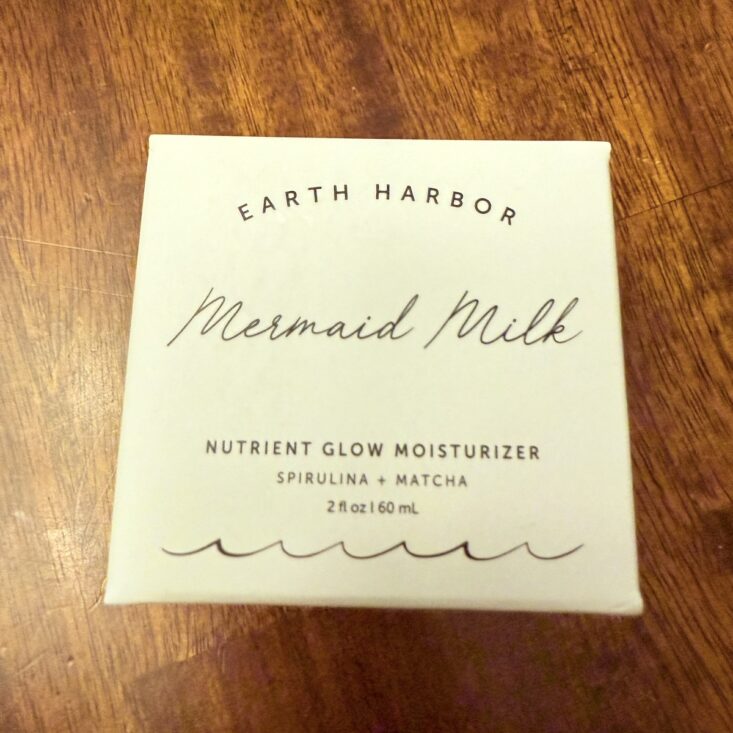 EARTH HARBOR
Mermaid Milk
NUTRIENT GLOW MOISTURIZER
SPIRULINA + MATCHA
2 fl oz | 60 mL